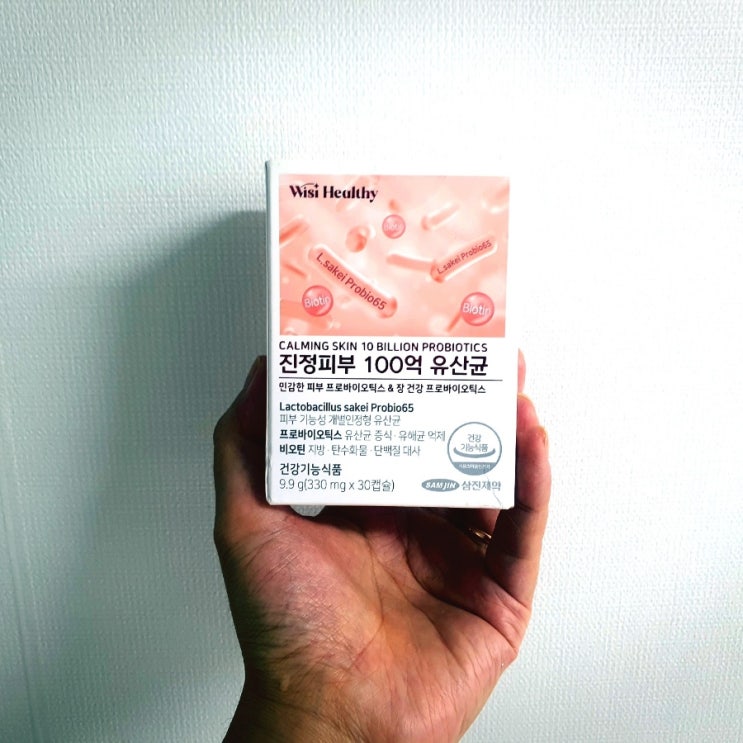 Wisi Healthy
L.sakei Probio65
L.sakei Probio65
Biotin
Biotin
CALMING SKIN 10 BILLION PROBIOTICS
진정피부 100억 유산균
민감한 피부 프로바이오틱스 & 장 건강 프로바이오틱스
Lactobacillus sakei Probio65
피부 기능성 개별인정형 유산균
프로바이오틱스 유산균 증식 · 유해균 억제
비오틴 지방 · 탄수화물 · 단백질 대사
건강
기능식품
건강기능식품
9.9 g(330 mg x 30캡슐)
SAMJIN 삼진제약